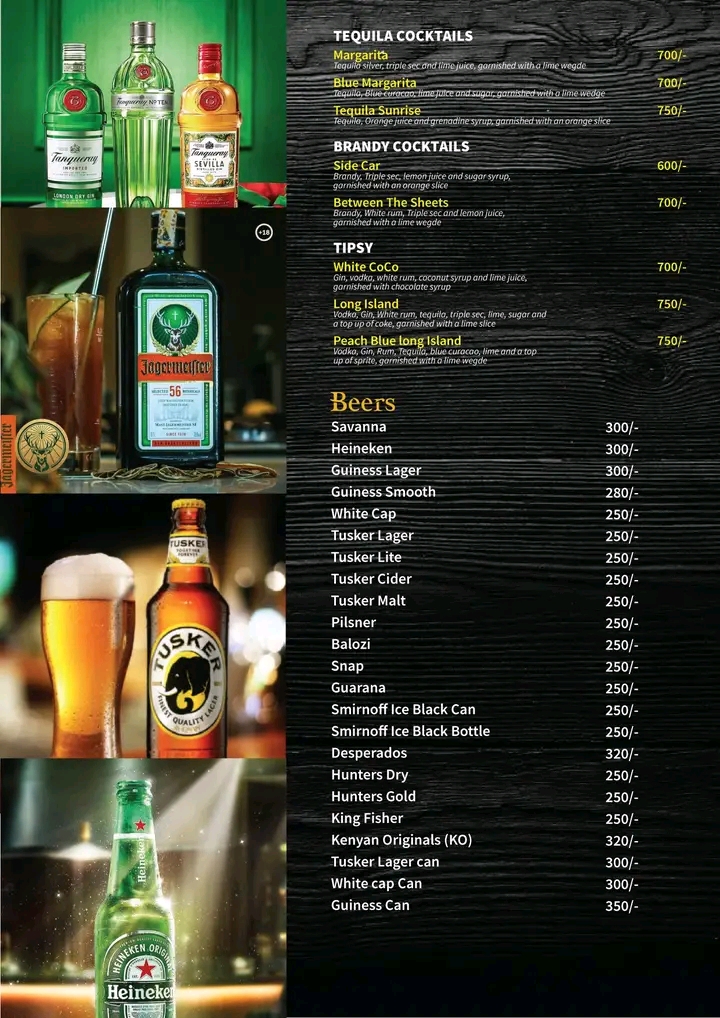 Tanqueray
IMPORTED
LONDON DRY GIN
Tanqueray Nº TEN
Tanqueray
SEVILLA
+18
Jägermeister
SELECTED 56 BOTANICALS
Jägermeister
TUSKER
TUSKER
FINEST QUALITY LAGER
Heineken
HEINEKEN ORIGINAL
Heineken
TEQUILA COCKTAILS
Margarita 700/-
Tequila silver, triple sec and lime juice, garnished with a lime wegde
Blue Margarita 700/-
Tequila, Blue curacao, lime juice and sugar, garnished with a lime wedge
Tequila Sunrise 750/-
Tequila, Orange juice and grenadine syrup, garnished with an orange slice
BRANDY COCKTAILS
Side Car 600/-
Brandy, Triple sec, lemon juice and sugar syrup,
garnished with an orange slice
Between The Sheets 700/-
Brandy, White rum, Triple sec and lemon juice,
garnished with a lime wegde
TIPSY
White CoCo 700/-
Gin, vodka, white rum, coconut syrup and lime juice,
garnished with chocolate syrup
Long Island 750/-
Vodka, Gin, White rum, tequila, triple sec, lime, sugar and
a top up of coke, garnished with a lime slice
Peach Blue long Island 750/-
Vodka, Gin, Rum, Tequila, blue curacao, lime and a top
up of sprite, garnished with a lime wegde
Beers
Savanna 300/-
Heineken 300/-
Guiness Lager 300/-
Guiness Smooth 280/-
White Cap 250/-
Tusker Lager 250/-
Tusker Lite 250/-
Tusker Cider 250/-
Tusker Malt 250/-
Pilsner 250/-
Balozi 250/-
Snap 250/-
Guarana 250/-
Smirnoff Ice Black Can 250/-
Smirnoff Ice Black Bottle 250/-
Desperados 320/-
Hunters Dry 250/-
Hunters Gold 250/-
King Fisher 250/-
Kenyan Originals (KO) 320/-
Tusker Lager can 300/-
White cap Can 300/-
Guiness Can 350/-